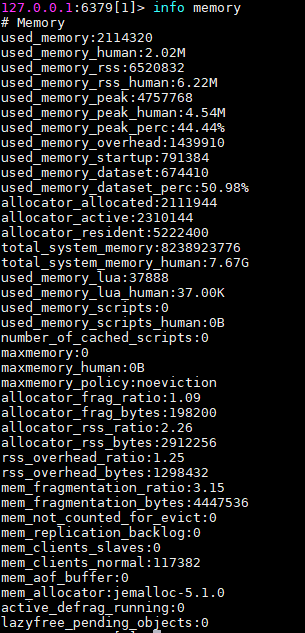 127.0.0.1:6379[1]> info memory
# Memory
used_memory:2114320
used_memory_human:2.02M
used_memory_rss:6520832
used_memory_rss_human:6.22M
used_memory_peak:4757768
used_memory_peak_human:4.54M
used_memory_peak_perc:44.44%
used_memory_overhead:1439910
used_memory_startup:791384
used_memory_dataset:674410
used_memory_dataset_perc:50.98%
allocator_allocated:2111944
allocator_active:2310144
allocator_resident:5222400
total_system_memory:8238923776
total_system_memory_human:7.67G
used_memory_lua:37888
used_memory_lua_human:37.00K
used_memory_scripts:0
used_memory_scripts_human:0B
number_of_cached_scripts:0
maxmemory:0
maxmemory_human:0B
maxmemory_policy:noeviction
allocator_frag_ratio:1.09
allocator_frag_bytes:198200
allocator_rss_ratio:2.26
allocator_rss_bytes:2912256
rss_overhead_ratio:1.25
rss_overhead_bytes:1298432
mem_fragmentation_ratio:3.15
mem_fragmentation_bytes:4447536
mem_not_counted_for_evict:0
mem_replication_backlog:0
mem_clients_slaves:0
mem_clients_normal:117382
mem_aof_buffer:0
mem_allocator:jemalloc-5.1.0
active_defrag_running:0
lazyfree_pending_objects:0